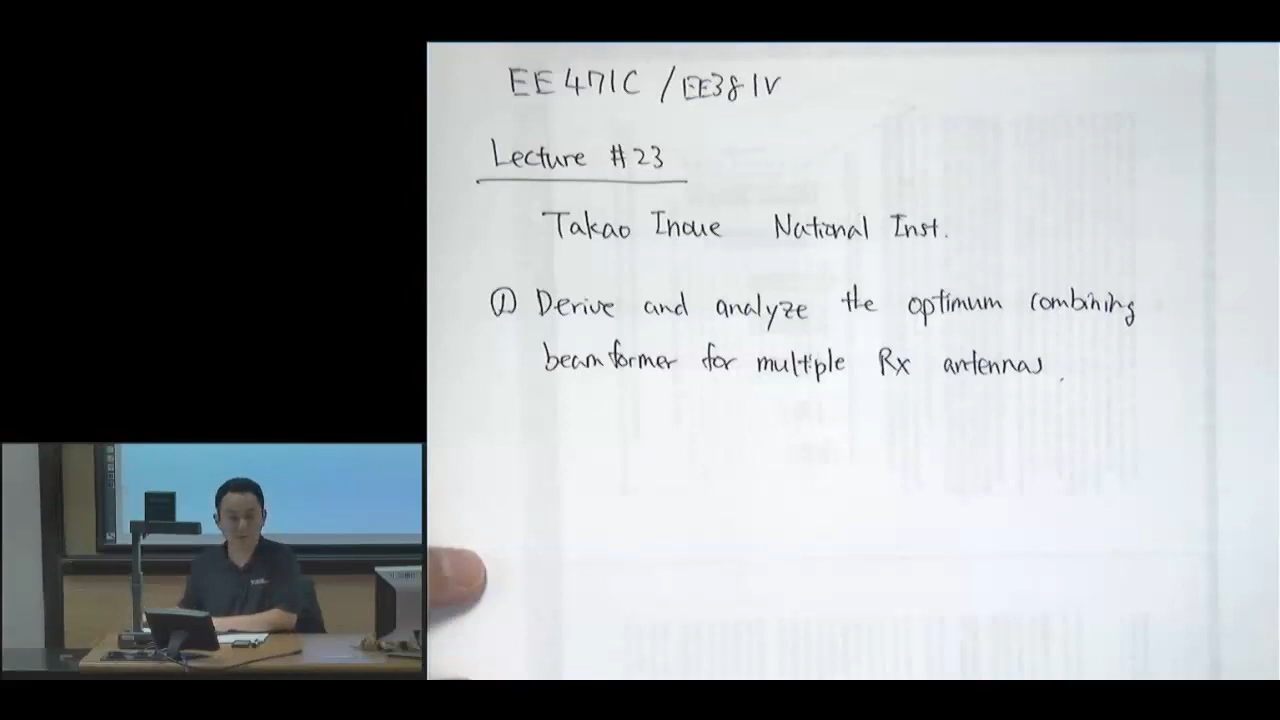 EE471C / EE381V
Lecture #23
Takao Inoue National Inst.
① Derive and analyze the optimum combining
beamformer for multiple Rx antennas.